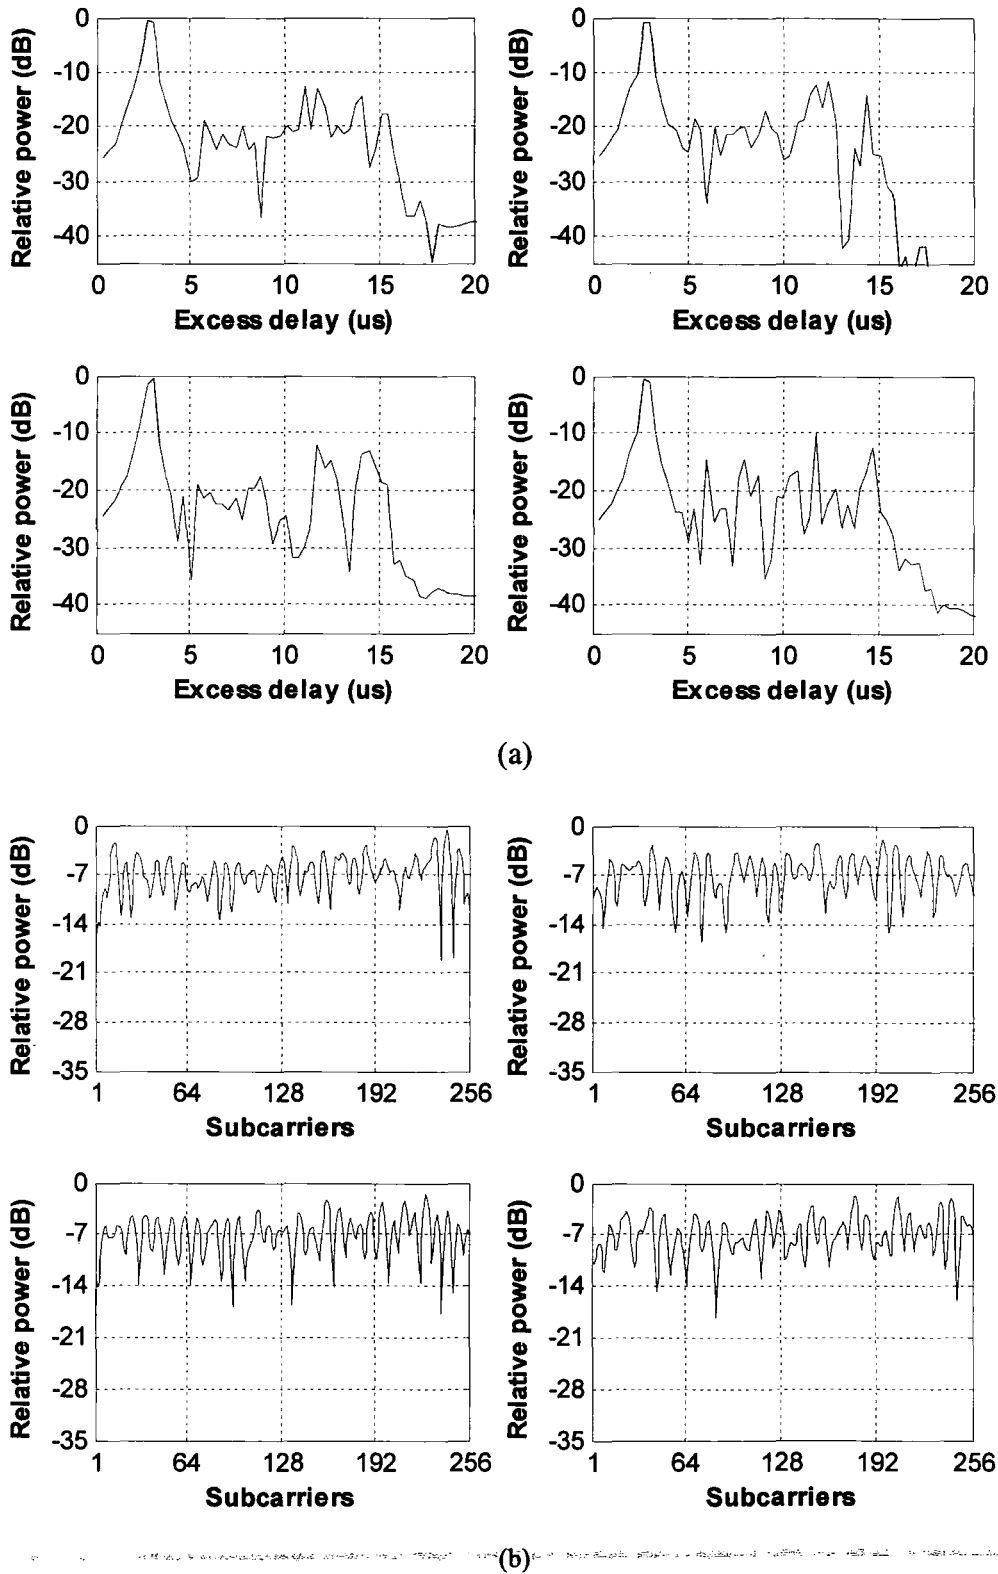 0
-10
-20
-30
-40
Relative power (dB)
0 5 10 15 20
Excess delay (us)
0
-10
-20
-30
-40
Relative power (dB)
0 5 10 15 20
Excess delay (us)
0
-10
-20
-30
-40
Relative power (dB)
0 5 10 15 20
Excess delay (us)
0
-10
-20
-30
-40
Relative power (dB)
0 5 10 15 20
Excess delay (us)
(a)
0
-7
-14
-21
-28
-35
Relative power (dB)
1 64 128 192 256
Subcarriers
0
-7
-14
-21
-28
-35
Relative power (dB)
1 64 128 192 256
Subcarriers
0
-7
-14
-21
-28
-35
Relative power (dB)
1 64 128 192 256
Subcarriers
0
-7
-14
-21
-28
-35
Relative power (dB)
1 64 128 192 256
Subcarriers
(b)